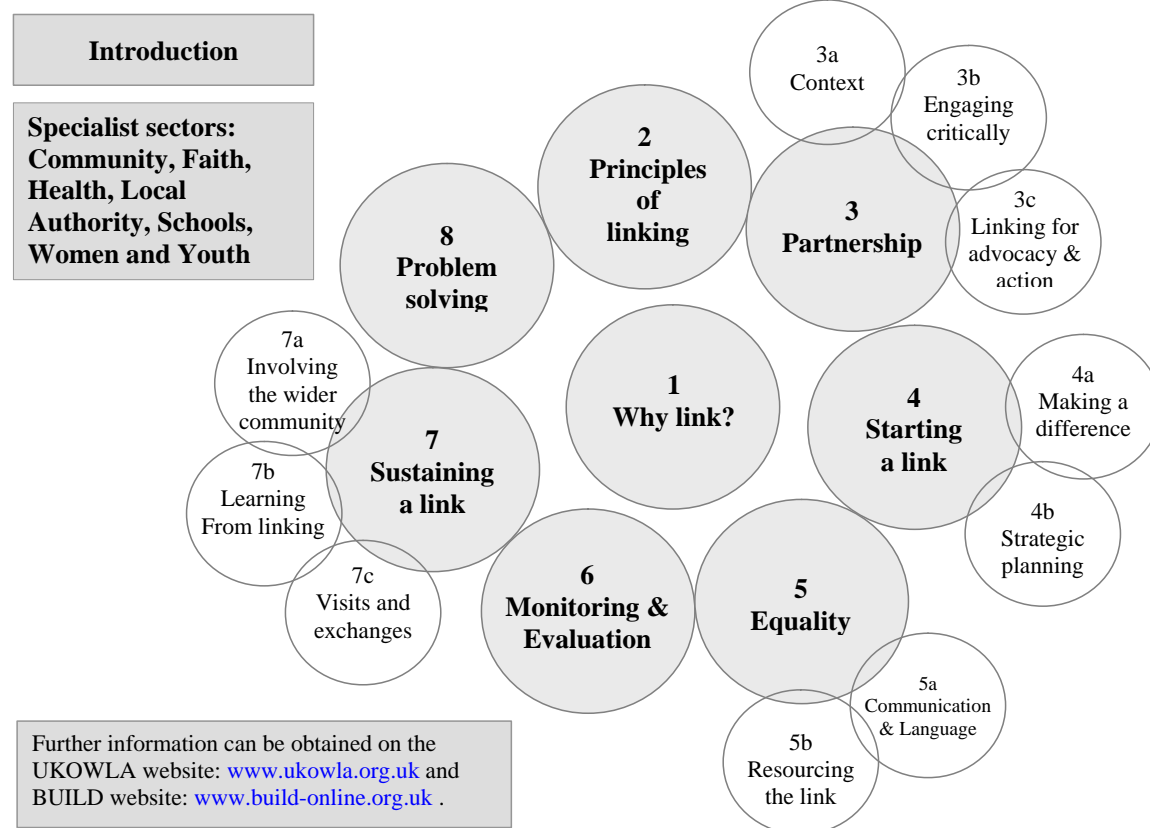 Introduction
Specialist sectors:
Community, Faith,
Health, Local
Authority, Schools,
Women and Youth
1
Why link?
2
Principles
of
linking
3
Partnership
3a
Context
3b
Engaging
critically
3c
Linking for
advocacy &
action
4
Starting
a link
4a
Making a
difference
4b
Strategic
planning
5
Equality
5a
Communication
& Language
5b
Resourcing
the link
6
Monitoring &
Evaluation
7
Sustaining
a link
7a
Involving
the wider
community
7b
Learning
From linking
7c
Visits and
exchanges
8
Problem
solving
Further information can be obtained on the
UKOWLA website: www.ukowla.org.uk and
BUILD website: www.build-online.org.uk .